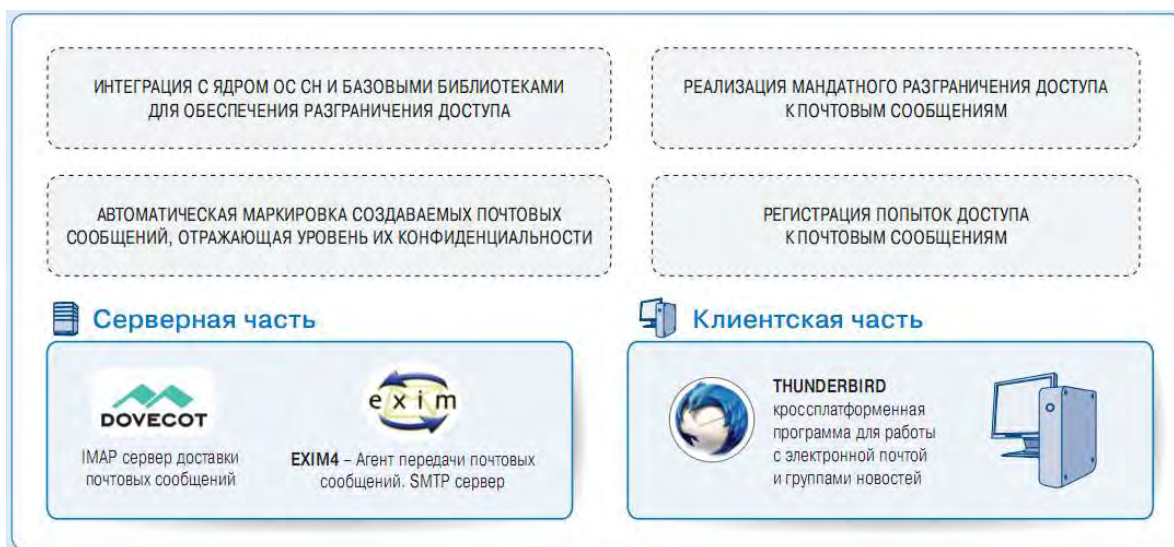 ИНТЕГРАЦИЯ С ЯДРОМ ОС СН И БАЗОВЫМИ БИБЛИОТЕКАМИ
ДЛЯ ОБЕСПЕЧЕНИЯ РАЗГРАНИЧЕНИЯ ДОСТУПА
РЕАЛИЗАЦИЯ МАНДАТНОГО РАЗГРАНИЧЕНИЯ ДОСТУПА
К ПОЧТОВЫМ СООБЩЕНИЯМ
АВТОМАТИЧЕСКАЯ МАРКИРОВКА СОЗДАВАЕМЫХ ПОЧТОВЫХ
СООБЩЕНИЙ, ОТРАЖАЮЩАЯ УРОВЕНЬ ИХ КОНФИДЕНЦИАЛЬНОСТИ
РЕГИСТРАЦИЯ ПОПЫТОК ДОСТУПА
К ПОЧТОВЫМ СООБЩЕНИЯМ
Серверная часть
DOVECOT
IMAP сервер доставки
почтовых сообщений
exim
EXIM4 – Агент передачи почтовых
сообщений. SMTP сервер
Клиентская часть
THUNDERBIRD
кроссплатформенная
программа для работы
с электронной почтой
и группами новостей